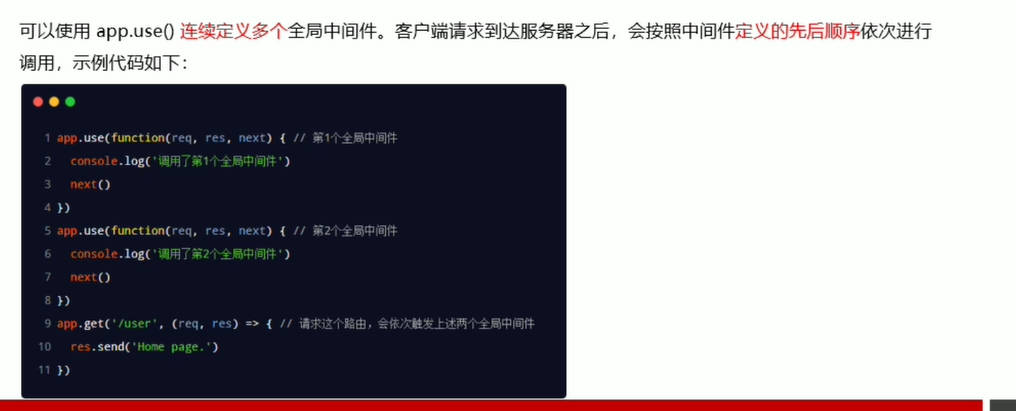 可以使用 app.use() 连续定义多个全局中间件。客户端请求到达服务器之后，会按照中间件定义的先后顺序依次进行
调用，示例代码如下：
1 app.use(function(req, res, next) { // 第1个全局中间件
2   console.log('调用了第1个全局中间件')
3   next()
4 })
5 app.use(function(req, res, next) { // 第2个全局中间件
6   console.log('调用了第2个全局中间件')
7   next()
8 })
9 app.get('/user', (req, res) => { // 请求这个路由，会依次触发上述两个全局中间件
10   res.send('Home page.')
11 })